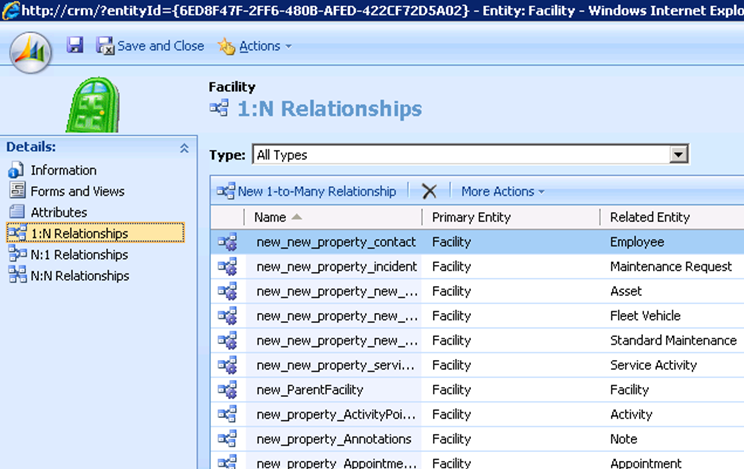 http://crm/?entityId={6ED8F47F-2FF6-480B-AFED-422CF72D5A02} - Entity: Facility - Windows Internet Explo
Save and Close Actions
Facility
1:N Relationships
Details:
Information
Forms and Views
Attributes
1:N Relationships
N:1 Relationships
N:N Relationships
Type: All Types
New 1-to-Many Relationship More Actions
Name Primary Entity Related Entity
new_new_property_contact Facility Employee
new_new_property_incident Facility Maintenance Request
new_new_property_new_... Facility Asset
new_new_property_new_... Facility Fleet Vehicle
new_new_property_new_... Facility Standard Maintenance
new_new_property_servi... Facility Service Activity
new_ParentFacility Facility Facility
new_property_ActivityPoi... Facility Activity
new_property_Annotations Facility Note
new_property_Appointme... Facility Appointment